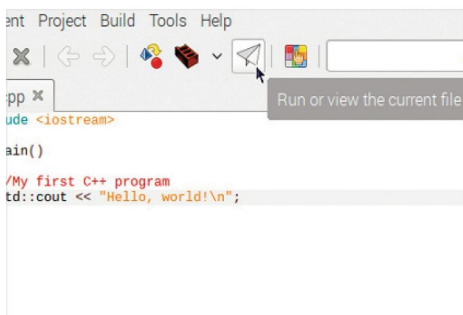 ent Project Build Tools Help
pp
Run or view the current file
ude <iostream>
ain()
/My first C++ program
td::cout << "Hello, world!\n";